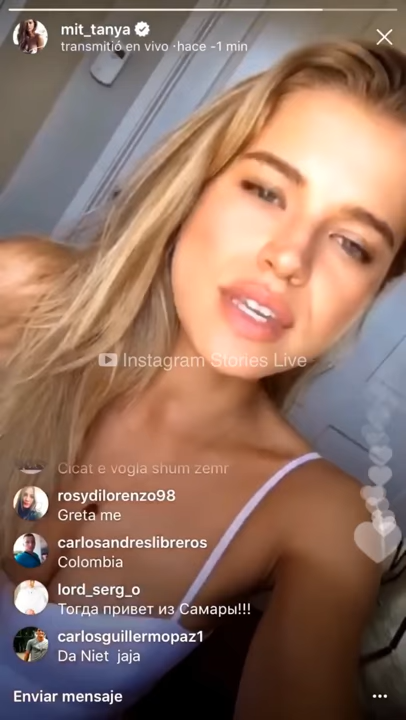 mit_tanya
transmitió en vivo · hace -1 min
Instagram Stories Live
Cicat e vogia shum zemr
rosydilorenzo98
Greta me
carlosandreslibreros
Colombia
lord_serg_o
Тогда привет из Самары!!!
carlosguillermopaz1
Da Niet jaja
Enviar mensaje